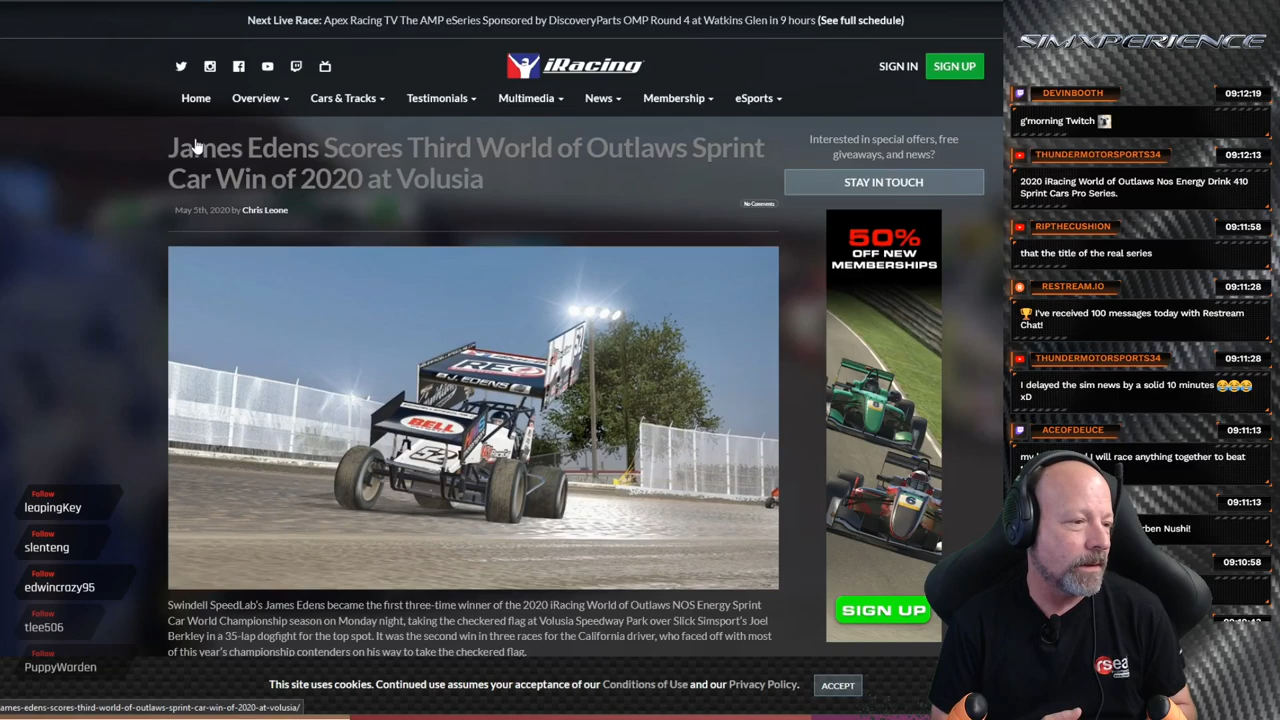 Next Live Race: Apex Racing TV The AMP eSeries Sponsored by DiscoveryParts OMP Round 4 at Watkins Glen in 9 hours (See full schedule)
iRacing
SIGN IN
SIGN UP
Home
Overview
Cars & Tracks
Testimonials
Multimedia
News
Membership
eSports
James Edens Scores Third World of Outlaws Sprint
Car Win of 2020 at Volusia
May 5th, 2020 by Chris Leone
No Comments
Interested in special offers, free
giveaways, and news?
STAY IN TOUCH
50%
OFF NEW
MEMBERSHIPS
SIGN UP
REO
BELL
Swindell SpeedLab's James Edens became the first three-time winner of the 2020 iRacing World of Outlaws NOS Energy Sprint
Car World Championship season on Monday night, taking the checkered flag at Volusia Speedway Park over Slick Simsport's Joel
Berkley in a 35-lap dogfight for the top spot. It was the second win in three races for the California driver, who faced off with most
of this year's championship contenders on his way to take the checkered flag.
This site uses cookies. Continued use assumes your acceptance of our Conditions of Use and our Privacy Policy.
ACCEPT
ames-edens-scores-third-world-of-outlaws-sprint-car-win-of-2020-at-volusia/
Follow
leapingKey
Follow
slenteng
Follow
edwincrazy95
Follow
tlee506
Follow
PuppyWarden
SIMXPERIENCE
DEVINBOOTH
09:12:19
g'morning Twitch
THUNDERMOTORSPORTS34
09:12:13
2020 iRacing World of Outlaws Nos Energy Drink 410
Sprint Cars Pro Series.
RIPTHECUSHION
09:11:58
that the title of the real series
RESTREAM.IO
09:11:28
I've received 100 messages today with Restream
Chat!
THUNDERMOTORSPORTS34
09:11:28
I delayed the sim news by a solid 10 minutes
xD
ACEOFDEUCE
09:11:13
I will race anything together to beat
09:11:13
rben Nushi!
09:10:58
rsea